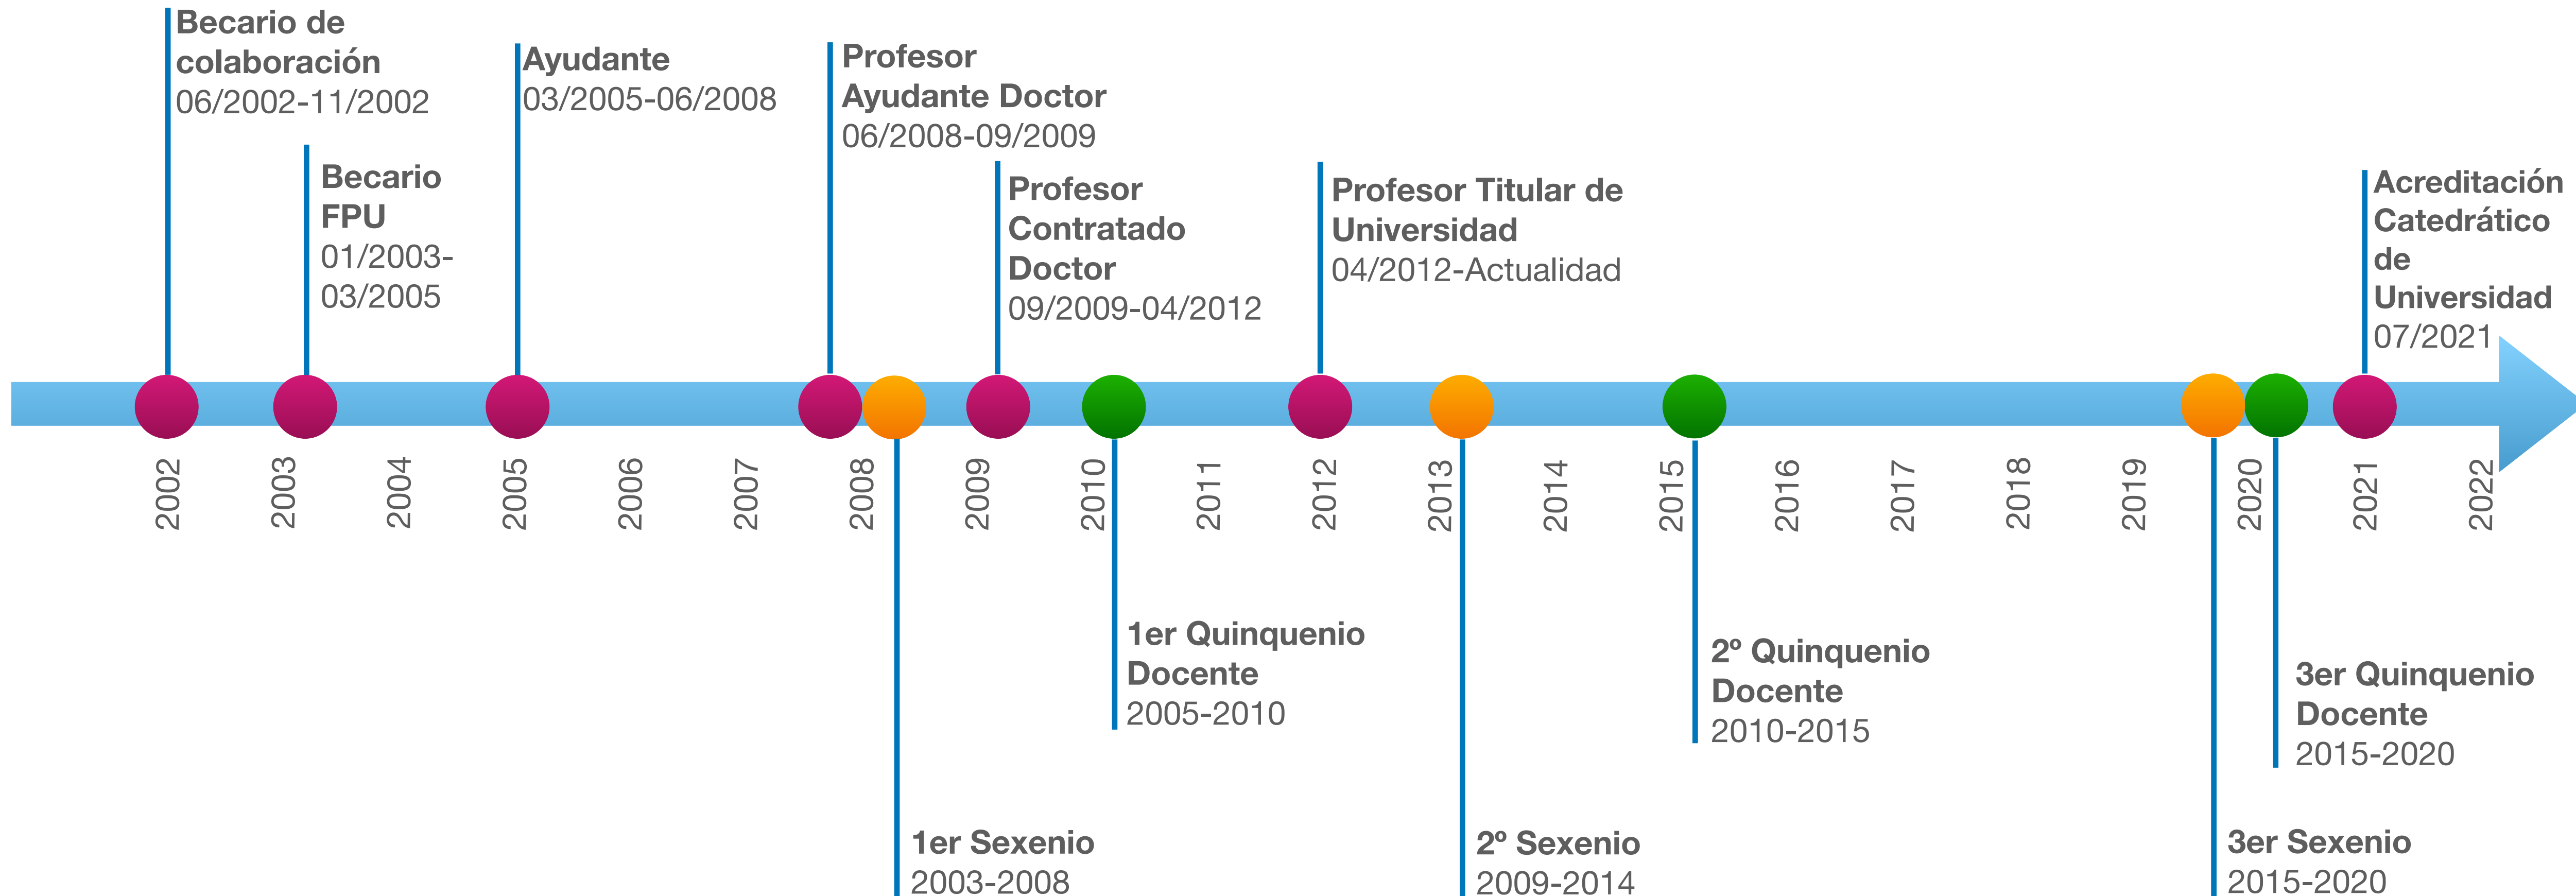 Becario de
colaboración
06/2002-11/2002
Becario
FPU
01/2003-
03/2005
Ayudante
03/2005-06/2008
Profesor
Ayudante Doctor
06/2008-09/2009
Profesor
Contratado
Doctor
09/2009-04/2012
Profesor Titular de
Universidad
04/2012-Actualidad
Acreditación
Catedrático
de
Universidad
07/2021
2002
2003
2004
2005
2006
2007
2008
2009
2010
2011
2012
2013
2014
2015
2016
2017
2018
2019
2020
2021
2022
1er Quinquenio
Docente
2005-2010
2º Quinquenio
Docente
2010-2015
3er Quinquenio
Docente
2015-2020
1er Sexenio
2003-2008
2º Sexenio
2009-2014
3er Sexenio
2015-2020